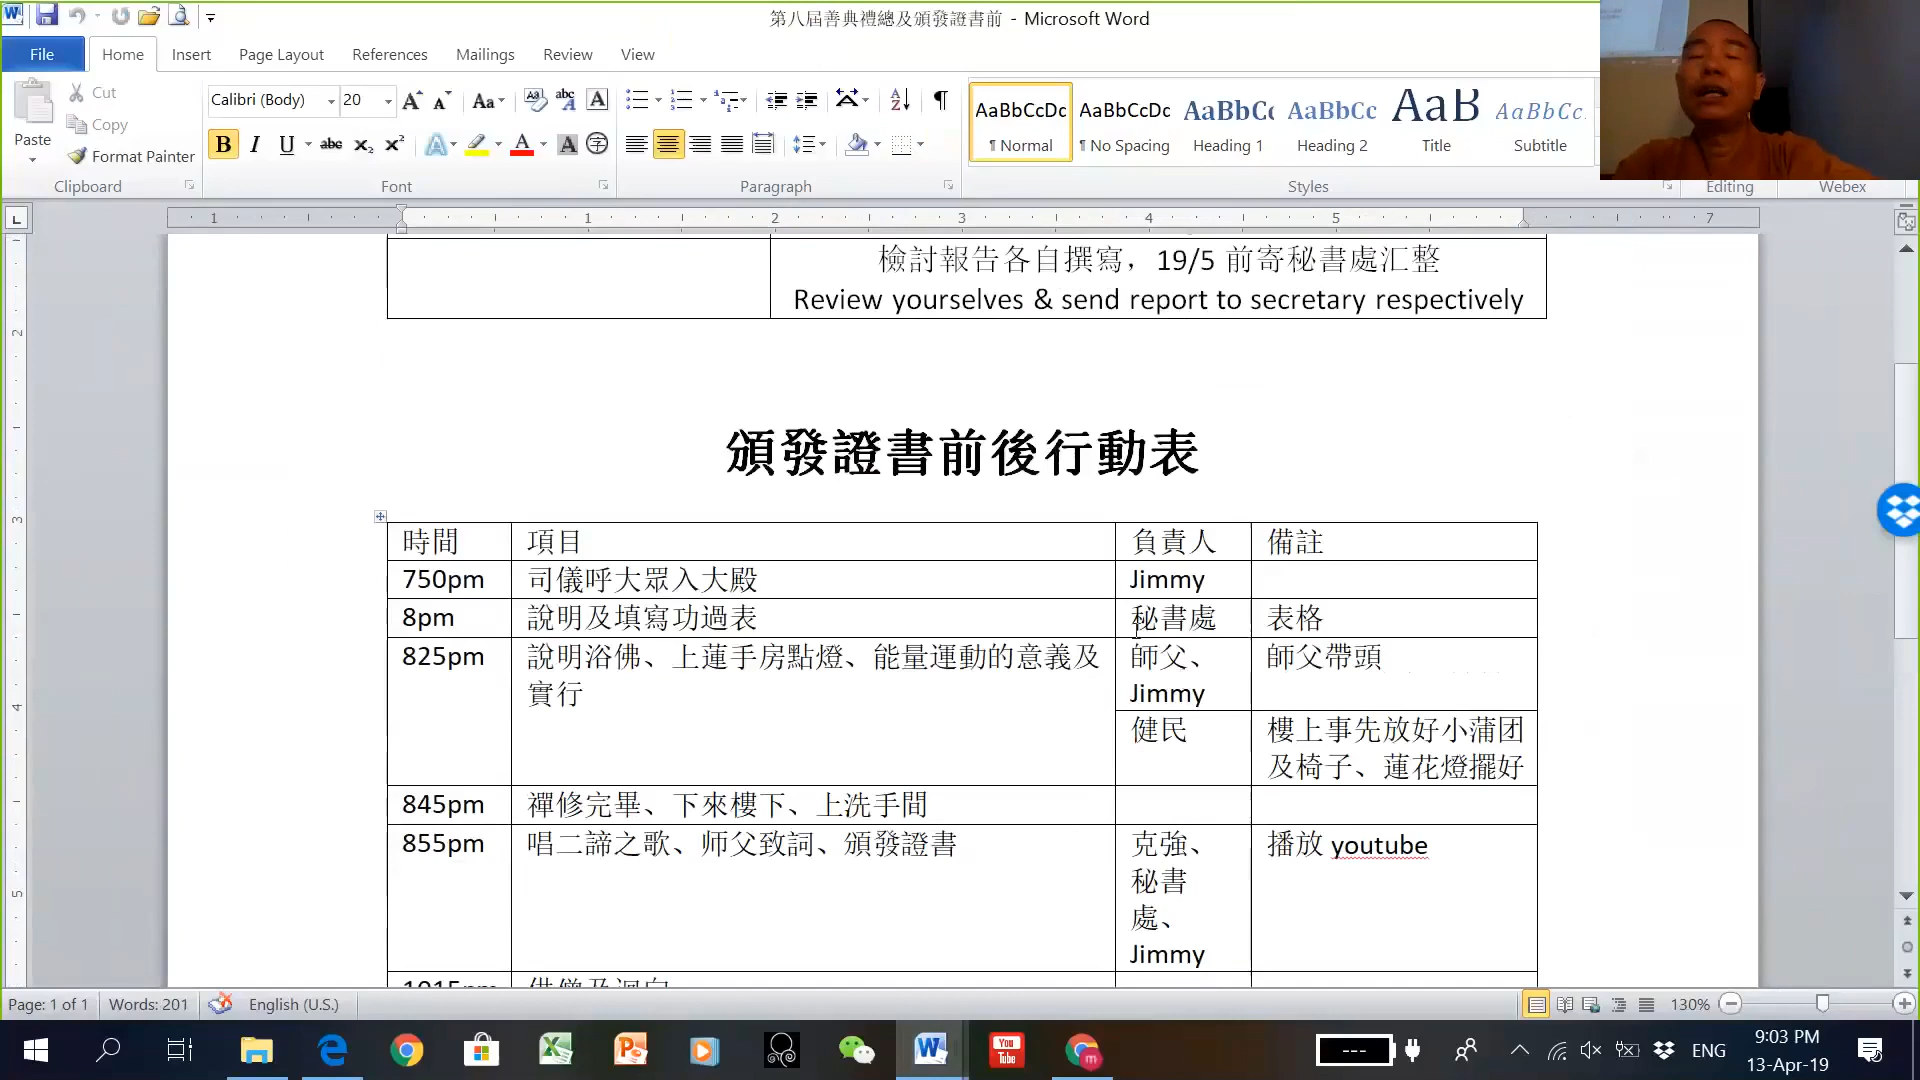 第八屆善典禮總及頒發證書前 - Microsoft Word
File Home Insert Page Layout References Mailings Review View
Paste
Cut
Copy
Format Painter
Clipboard
Calibri (Body) 20
Font
Paragraph
AaBbCcDc AaBbCcDc AaBbCc AaBbCc AaB AaBbCc.
¶ Normal ¶ No Spacing Heading 1 Heading 2 Title Subtitle
Styles
Editing
Webex
1 1 2 3 4 5 7
檢討報告各自撰寫，19/5 前寄秘書處汇整
Review yourselves & send report to secretary respectively
頒發證書前後行動表
時間 項目 負責人 備註
750pm 司儀呼大眾入大殿 Jimmy
8pm 說明及填寫功過表 秘書處 表格
825pm 說明浴佛、上蓮手房點燈、能量運動的意義及 師父、 師父帶頭
實行 Jimmy
健民 樓上事先放好小蒲团
及椅子、蓮花燈擺好
845pm 禪修完畢、下來樓下、上洗手間
855pm 唱二諦之歌、师父致詞、頒發證書 克強、 播放 youtube
秘書
處、
Jimmy
Page: 1 of 1 Words: 201 English (U.S.) 130%
ENG
9:03 PM
13-Apr-19